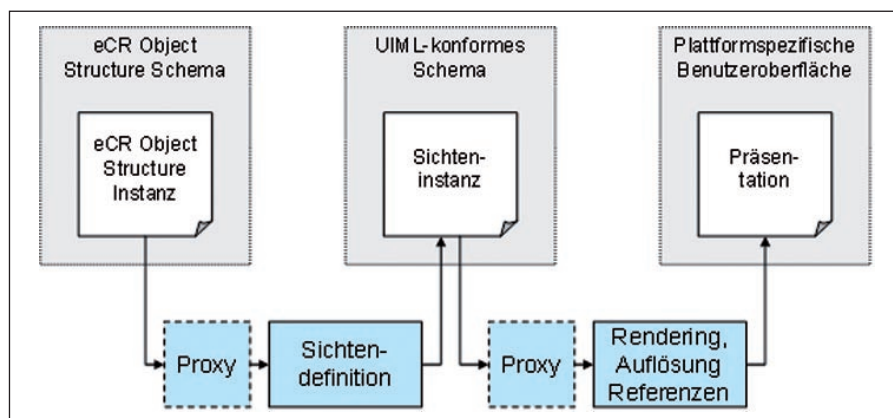 eCR Object
Structure Schema
eCR Object
Structure
Instanz
UIML-konformes
Schema
Sichten-
instanz
Plattformspezifische
Benutzeroberfläche
Präsen-
tation
Proxy
Sichten-
definition
Proxy
Rendering,
Auflösung
Referenzen